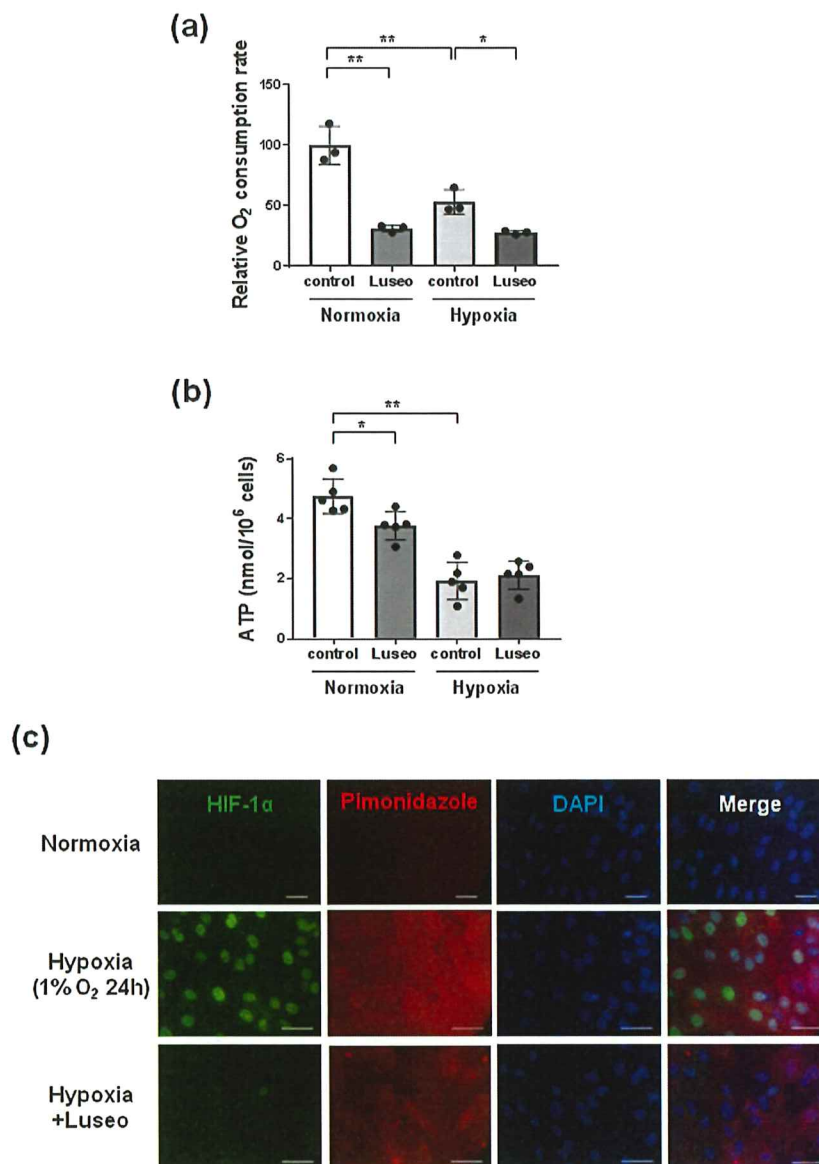 (a)
** *
**
Relative O₂ consumption rate
150
100
50
0
control Luseo control Luseo
Normoxia Hypoxia
(b)
**
*
ATP (nmol/10⁶ cells)
6
4
2
0
control Luseo control Luseo
Normoxia Hypoxia
(c)
HIF-1α Pimonidazole DAPI Merge
Normoxia
Hypoxia
(1% O₂ 24h)
Hypoxia
+Luseo